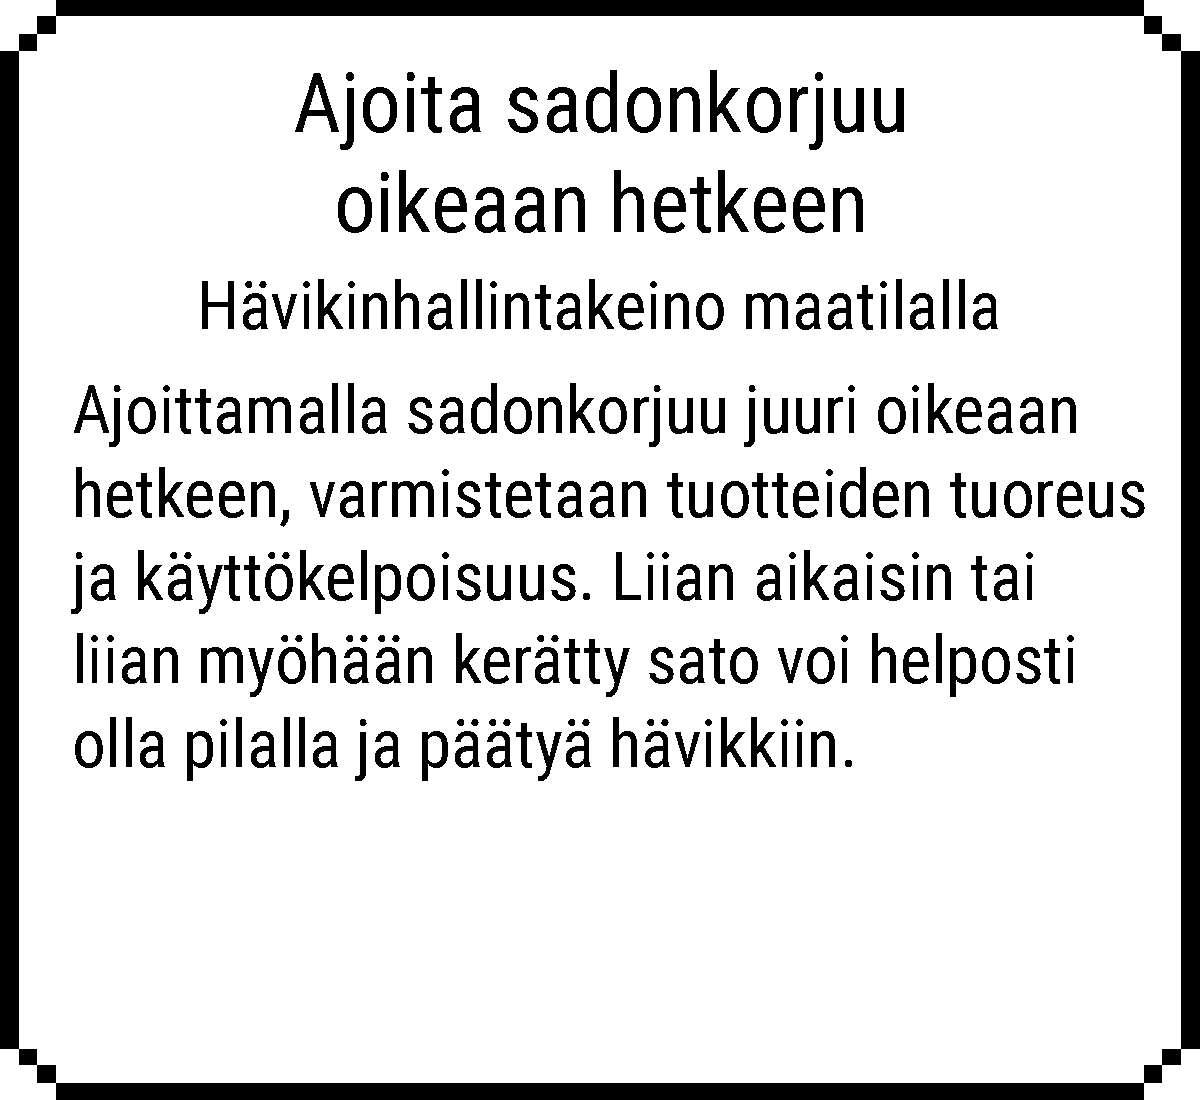 Ajoita sadonkorjuu
oikeaan hetkeen
Hävikinhallintakeino maatilalla
Ajoittamalla sadonkorjuu juuri oikeaan
hetkeen, varmistetaan tuotteiden tuoreus
ja käyttökelpoisuus. Liian aikaisin tai
liian myöhään kerätty sato voi helposti
olla pilalla ja päätyä hävikkiin.